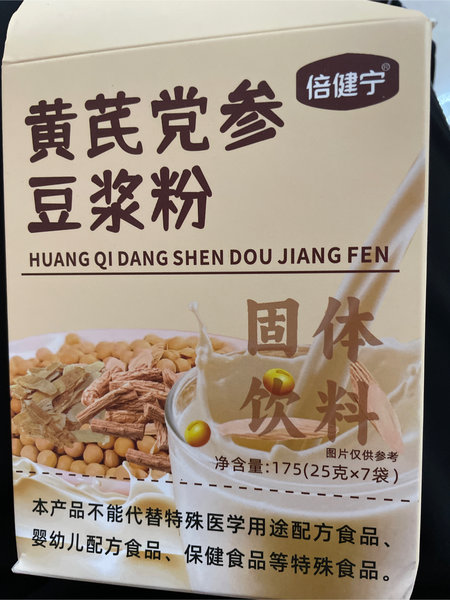 倍健宁®
黄芪党参
豆浆粉
HUANG QI DANG SHEN DOU JIANG FEN
固体
饮料
图片仅供参考
净含量:175(25克×7袋)
本产品不能代替特殊医学用途配方食品、
婴幼儿配方食品、保健食品等特殊食品。